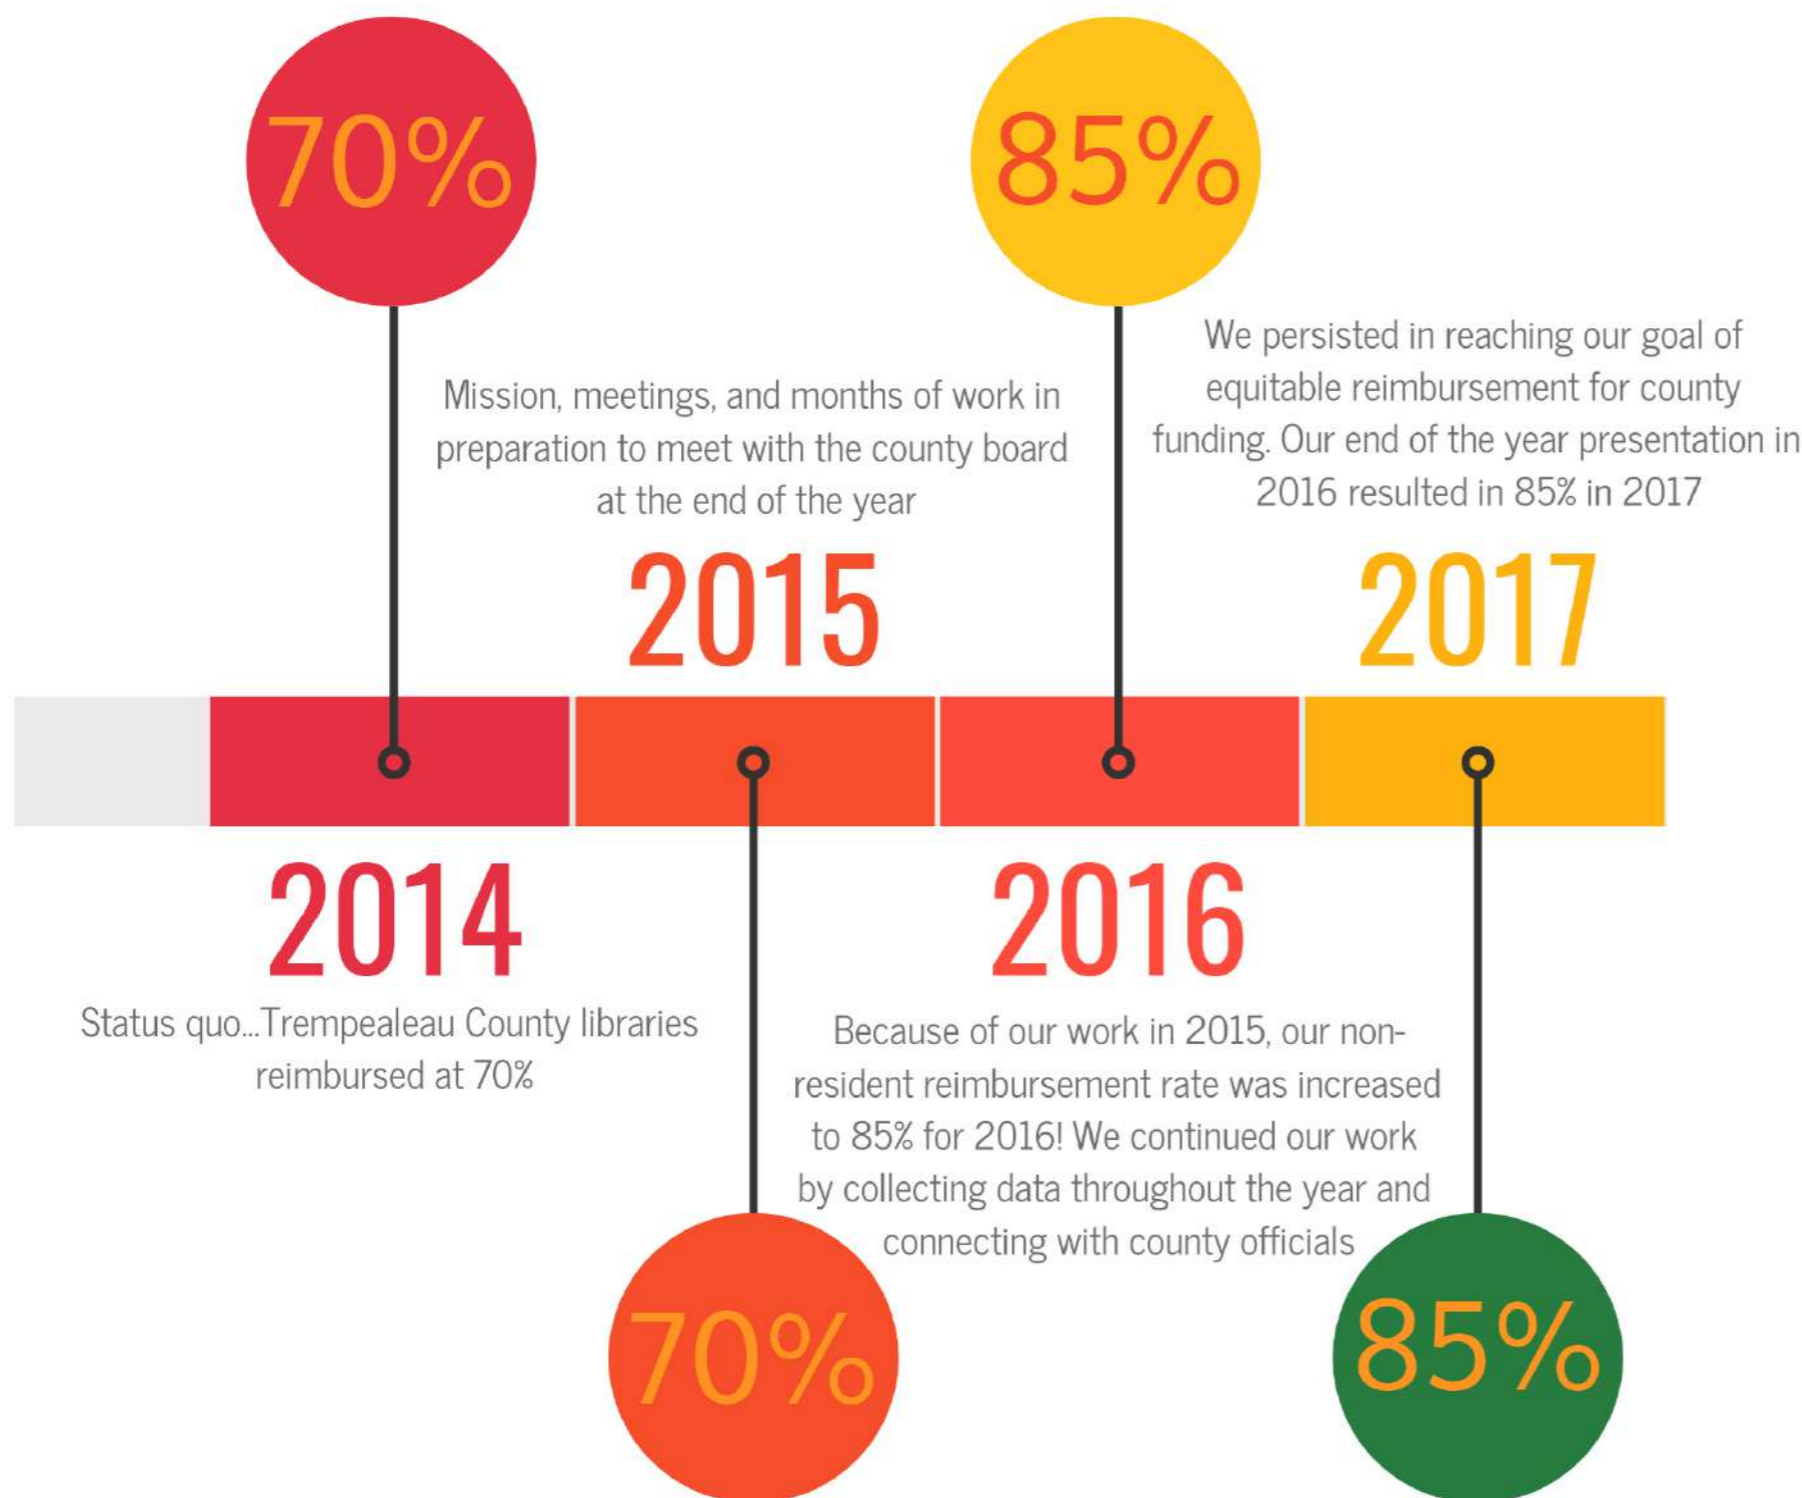 70%
85%
We persisted in reaching our goal of
equitable reimbursement for county
funding. Our end of the year presentation in
2016 resulted in 85% in 2017
Mission, meetings, and months of work in
preparation to meet with the county board
at the end of the year
2015
2017
2014
2016
Status quo...Trempealeau County libraries
reimbursed at 70%
Because of our work in 2015, our non-
resident reimbursement rate was increased
to 85% for 2016! We continued our work
by collecting data throughout the year and
connecting with county officials
70%
85%